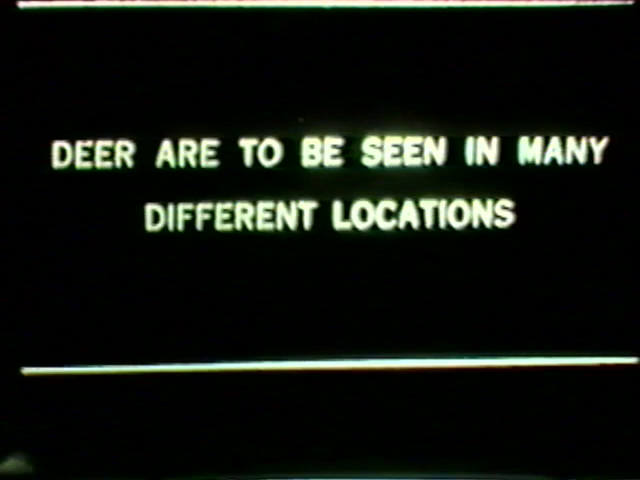 DEER ARE TO BE SEEN IN MANY
DIFFERENT LOCATIONS